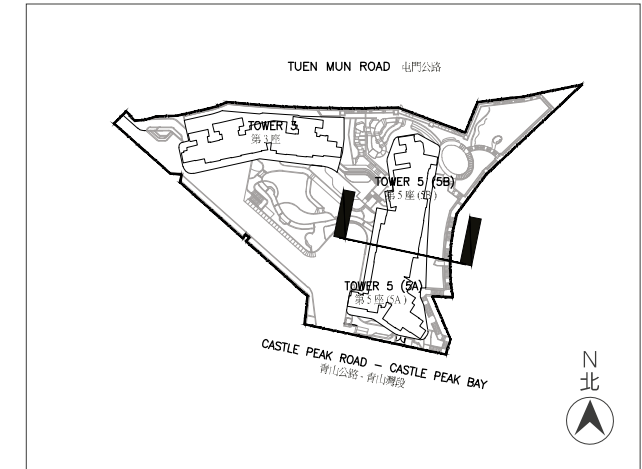 TUEN MUN ROAD 屯門公路
TOWER 3
第3座
TOWER 5 (5B)
第5座(5B)
TOWER 5 (5A)
第5座(5A)
CASTLE PEAK ROAD – CASTLE PEAK BAY
青山公路 - 青山灣段
N
北